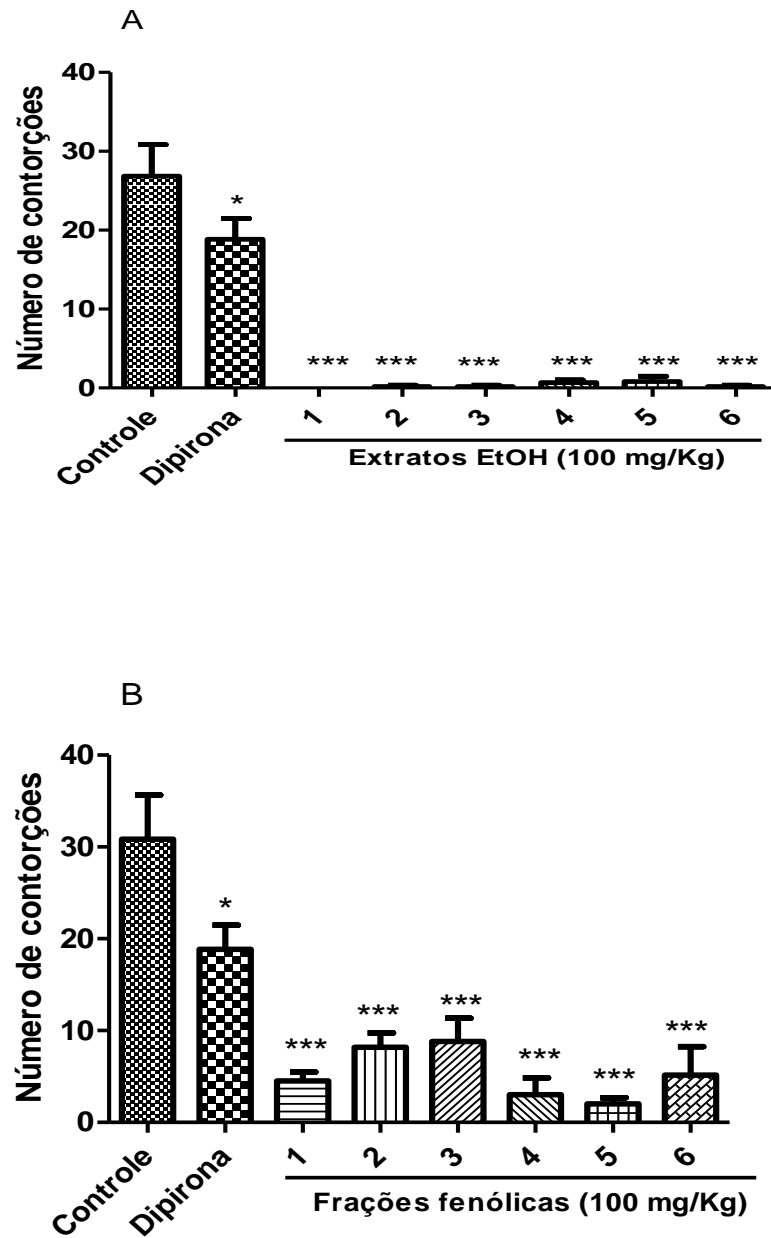 A
Número de contorções
40
30
20
10
0
*
*** *** *** *** *** ***
Controle Dipirona 1 2 3 4 5 6
Extratos EtOH (100 mg/Kg)
B
Número de contorções
40
30
20
10
0
*
*** *** *** *** *** ***
Controle Dipirona 1 2 3 4 5 6
Frações fenólicas (100 mg/Kg)